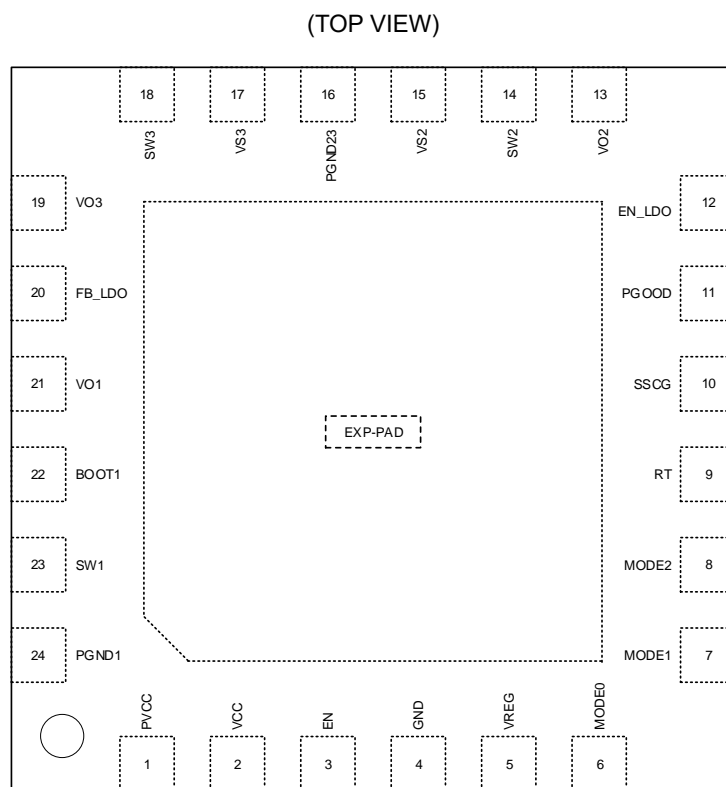 (TOP VIEW)
18 17 16 15 14 13
SW3 VS3 PGND23 VS2 SW2 VO2
19 VO3
EN_LDO 12
20 FB_LDO
PGOOD 11
21 VO1
SSCG 10
EXP-PAD
22 BOOT1
RT 9
23 SW1
MODE2 8
24 PGND1
MODE1 7
PVCC VCC EN GND VREG MODE0
1 2 3 4 5 6